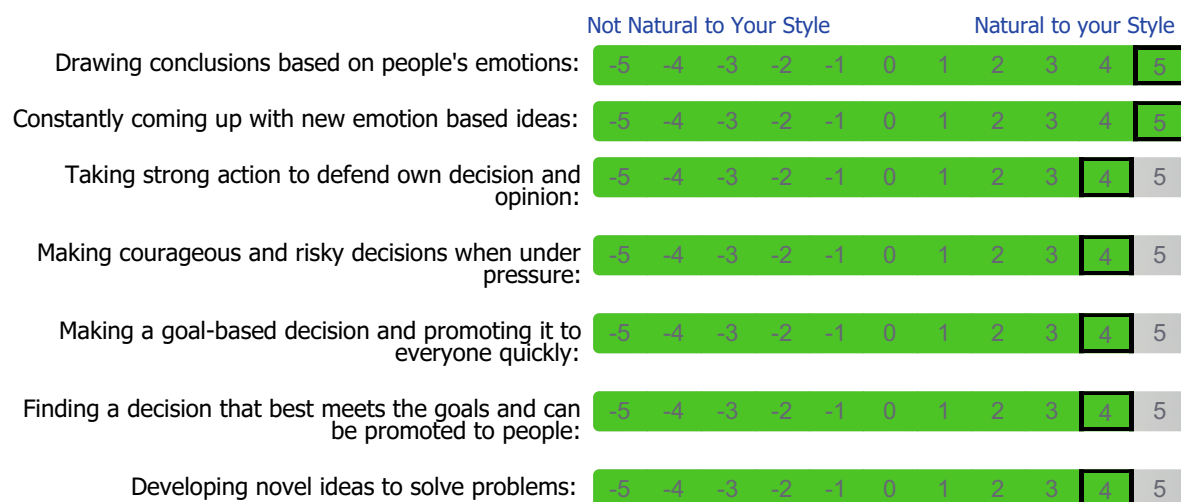 Not Natural to Your Style Natural to your Style
Drawing conclusions based on people's emotions: -5 -4 -3 -2 -1 0 1 2 3 4 5
Constantly coming up with new emotion based ideas: -5 -4 -3 -2 -1 0 1 2 3 4 5
Taking strong action to defend own decision and
opinion: -5 -4 -3 -2 -1 0 1 2 3 4 5
Making courageous and risky decisions when under
pressure: -5 -4 -3 -2 -1 0 1 2 3 4 5
Making a goal-based decision and promoting it to
everyone quickly: -5 -4 -3 -2 -1 0 1 2 3 4 5
Finding a decision that best meets the goals and can
be promoted to people: -5 -4 -3 -2 -1 0 1 2 3 4 5
Developing novel ideas to solve problems: -5 -4 -3 -2 -1 0 1 2 3 4 5